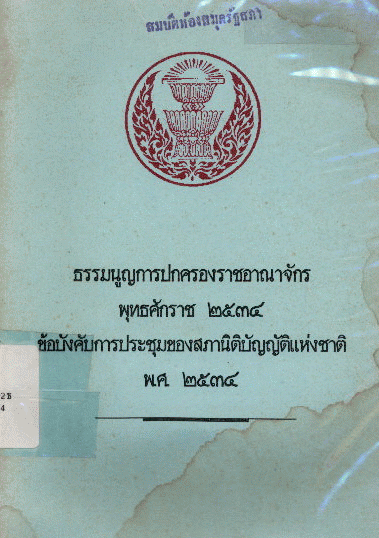 สมบัติห้องสมุดรัฐสภา
ธรรมนูญการปกครองราชอาณาจักร
พุทธศักราช ๒๕๓๔
ข้อบังคับการประชุมของสภานิติบัญญัติแห่งชาติ
พ.ศ. ๒๕๓๔